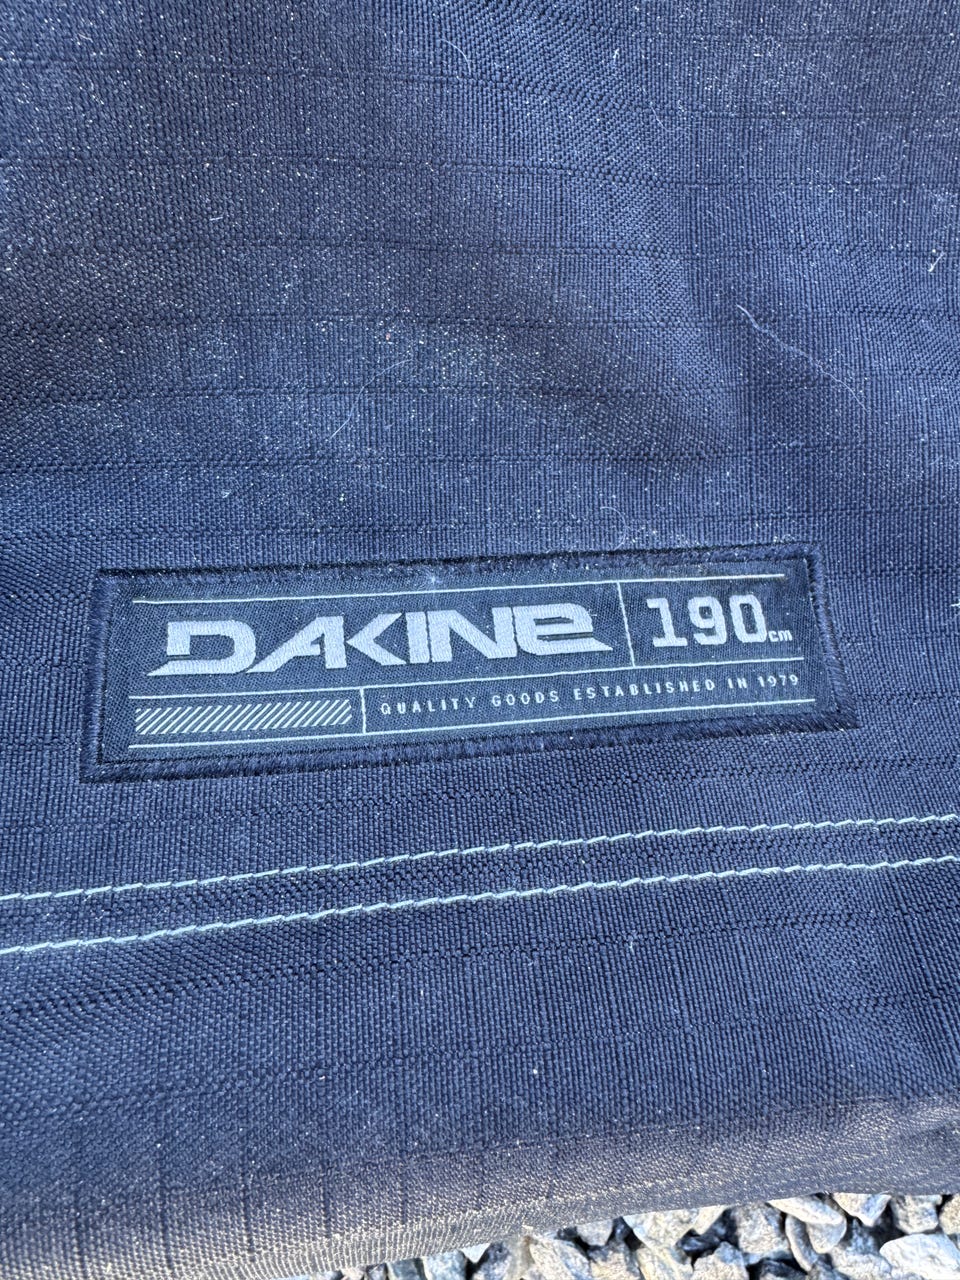 DAKINE 190cm
QUALITY GOODS ESTABLISHED IN 1979